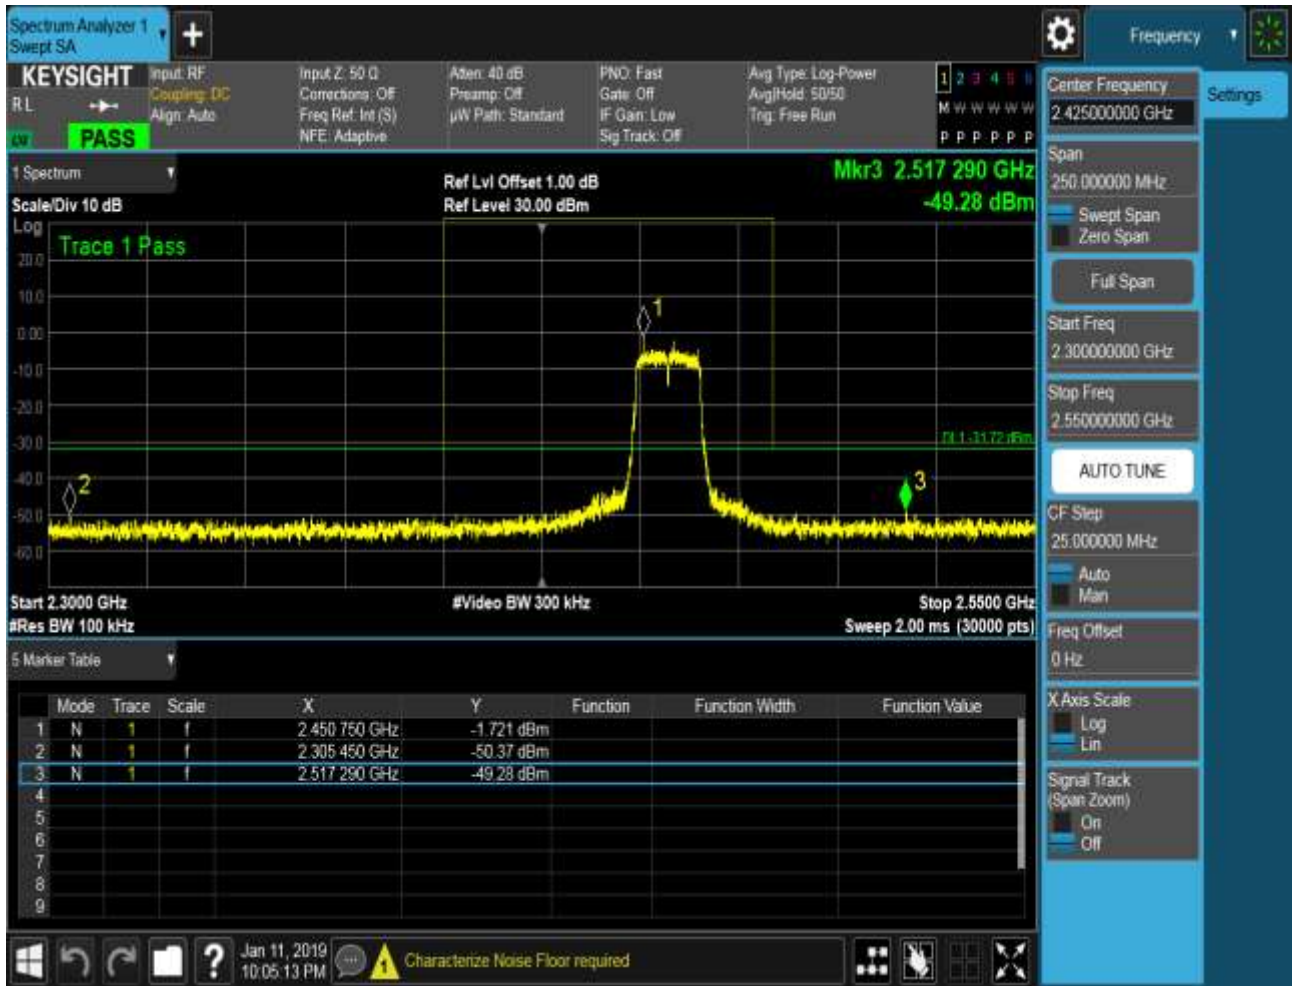 Spectrum Analyzer 1
Swept SA
Frequency
KEYSIGHT
R L
PASS
Input: RF
Coupling: DC
Align: Auto
Input Z: 50 Ω
Corrections: Off
Freq Ref: Int (S)
NFE: Adaptive
Atten: 40 dB
Preamp: Off
µW Path: Standard
PNO: Fast
Gate: Off
IF Gain: Low
Sig Track: Off
Avg Type: Log-Power
Avg|Hold: 50/50
Trig: Free Run
1 2 3 4 5 6
M W W W W W
P P P P P P
1 Spectrum
Scale/Div 10 dB
Ref Lvl Offset 1.00 dB
Ref Level 30.00 dBm
Mkr3 2.517 290 GHz
-49.28 dBm
Log
Trace 1 Pass
20.0
10.0
0.00
-10.0
-20.0
-30.0
-40.0
-50.0
-60.0
1
2
3
DL1 -31.72 dBm
Start 2.3000 GHz
#Video BW 300 kHz
Stop 2.5500 GHz
#Res BW 100 kHz
Sweep 2.00 ms (30000 pts)
5 Marker Table
Mode Trace Scale X Y Function Function Width Function Value
1 N 1 f 2.450 750 GHz -1.721 dBm
2 N 1 f 2.305 450 GHz -50.37 dBm
3 N 1 f 2.517 290 GHz -49.28 dBm
4
5
6
7
8
9
Center Frequency
2.425000000 GHz
Settings
Span
250.000000 MHz
Swept Span
Zero Span
Full Span
Start Freq
2.300000000 GHz
Stop Freq
2.550000000 GHz
AUTO TUNE
CF Step
25.000000 MHz
Auto
Man
Freq Offset
0 Hz
X Axis Scale
Log
Lin
Signal Track
(Span Zoom)
On
Off
?
Jan 11, 2019
10:05:13 PM
1
Characterize Noise Floor required